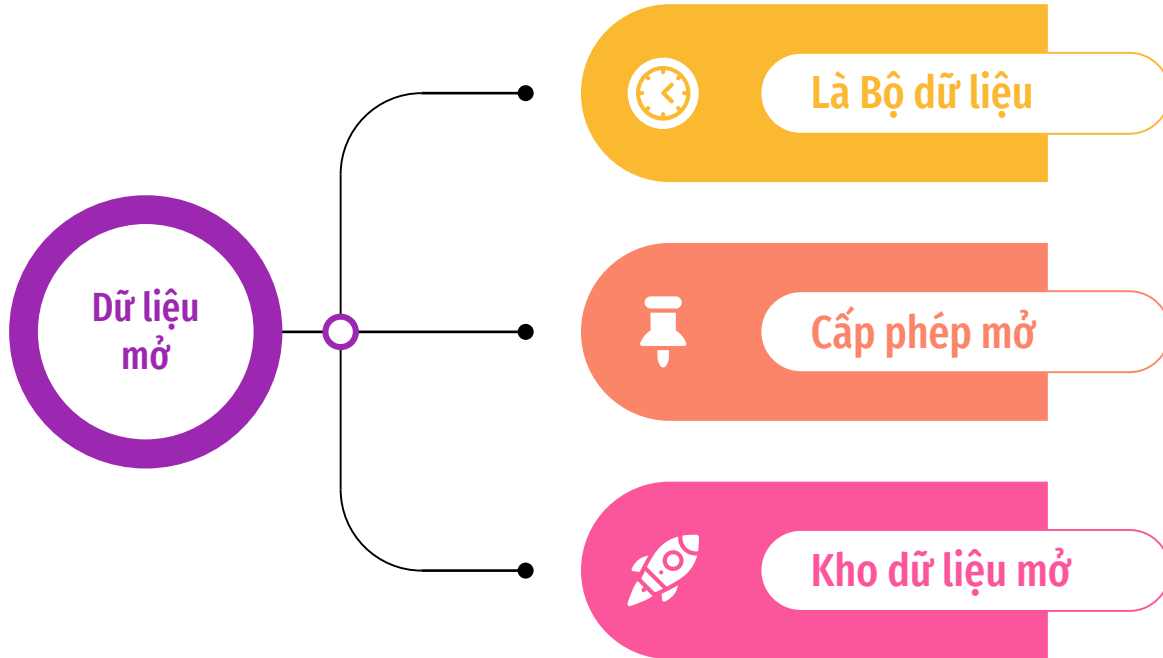 Dữ liệu
mở
Là Bộ dữ liệu
Cấp phép mở
Kho dữ liệu mở